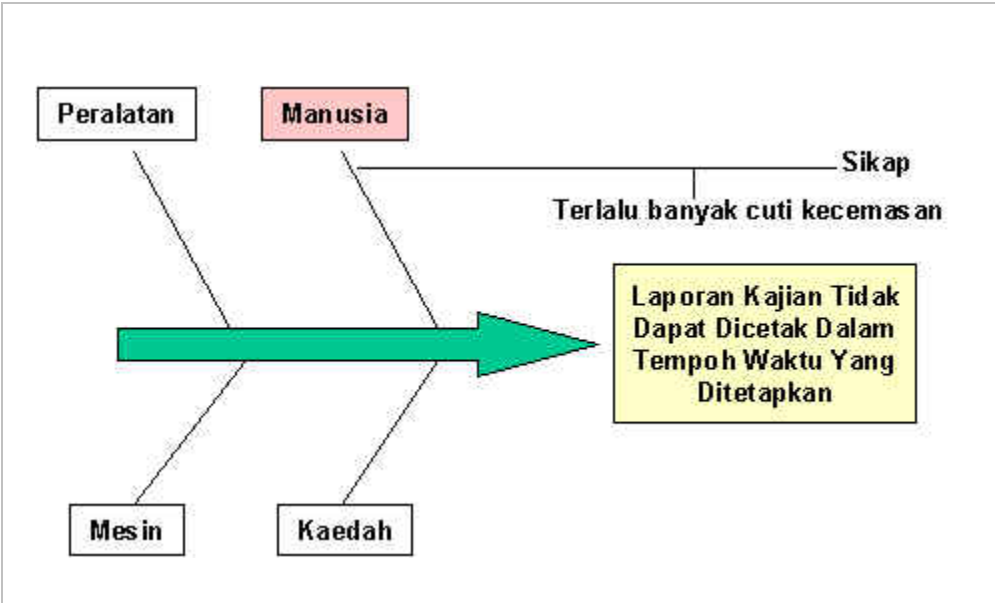 Peralatan
Manusia
Sikap
Terlalu banyak cuti kecemasan
Laporan Kajian Tidak
Dapat Dicetak Dalam
Tempoh Waktu Yang
Ditetapkan
Mesin
Kaedah